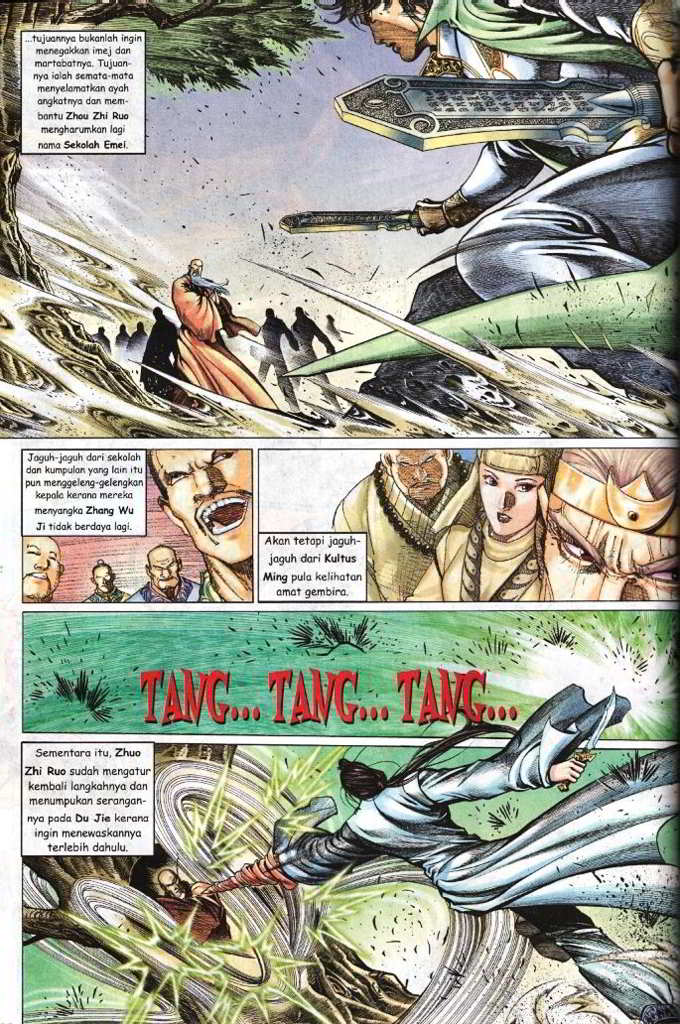 ...tujuannya bukanlah ingin
menegakkan imej dan
martabatnya. Tujuan-
nya ialah semata-mata
menyelamatkan ayah
angkatnya dan mem-
bantu Zhou Zhi Ruo
mengharumkan lagi
nama Sekolah Emei.
Jaguh-jaguh dari sekolah
dan kumpulan yang lain itu
pun menggeleng-gelengkan
kepala kerana mereka
menyangka Zhang Wu
Ji tidak berdaya lagi.
Akan tetapi jaguh-
jaguh dari Kultus
Ming pula kelihatan
amat gembira.
TANG... TANG... TANG...
Sementara itu, Zhuo
Zhi Ruo sudah mengatur
kembali langkahnya dan
menumpukan serangan-
nya pada Du Jie kerana
ingin menewaskannya
terlebih dahulu.